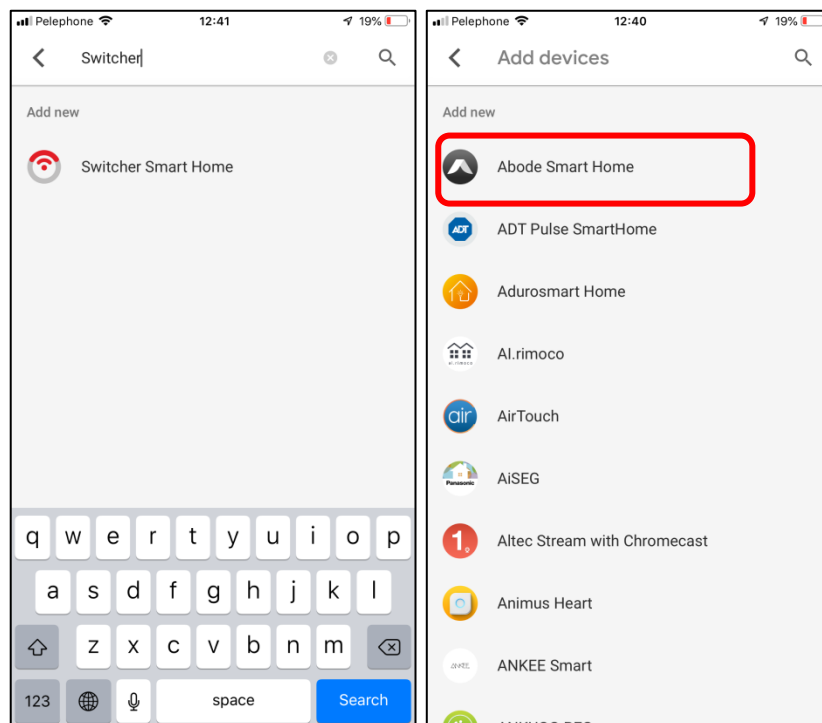 Pelephone 12:41 19%
Switcher
Add new
Switcher Smart Home
q w e r t y u i o p
a s d f g h j k l
z x c v b n m
123 space Search
Pelephone 12:40 19%
Add devices
Add new
Abode Smart Home
ADT
ADT Pulse SmartHome
Adurosmart Home
AI.rimoco
air
AirTouch
Panasonic
AiSEG
1
Altec Stream with Chromecast
Animus Heart
ANKEE Smart